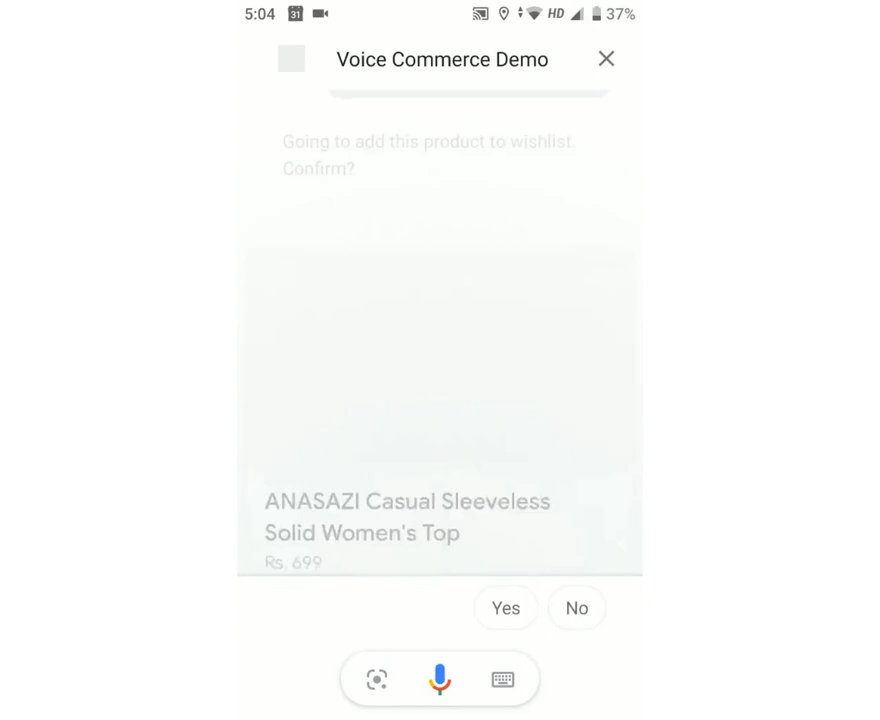 5:04 31 HD 37%
Voice Commerce Demo
Going to add this product to wishlist.
Confirm?
ANASAZI Casual Sleeveless
Solid Women's Top
Rs. 699
Yes No